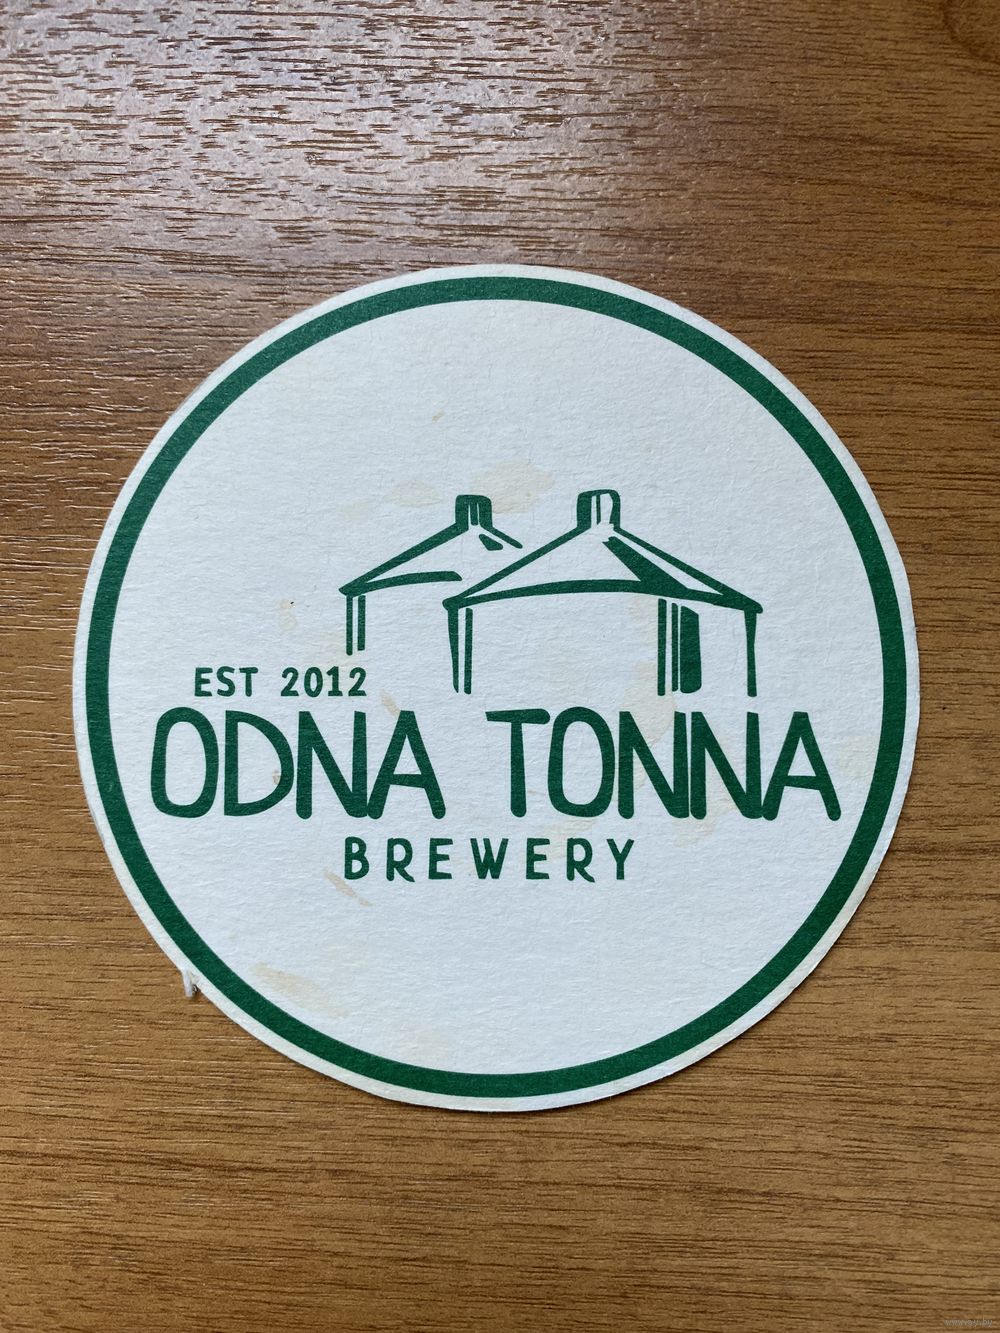 EST 2012
ODNA TONNA
BREWERY